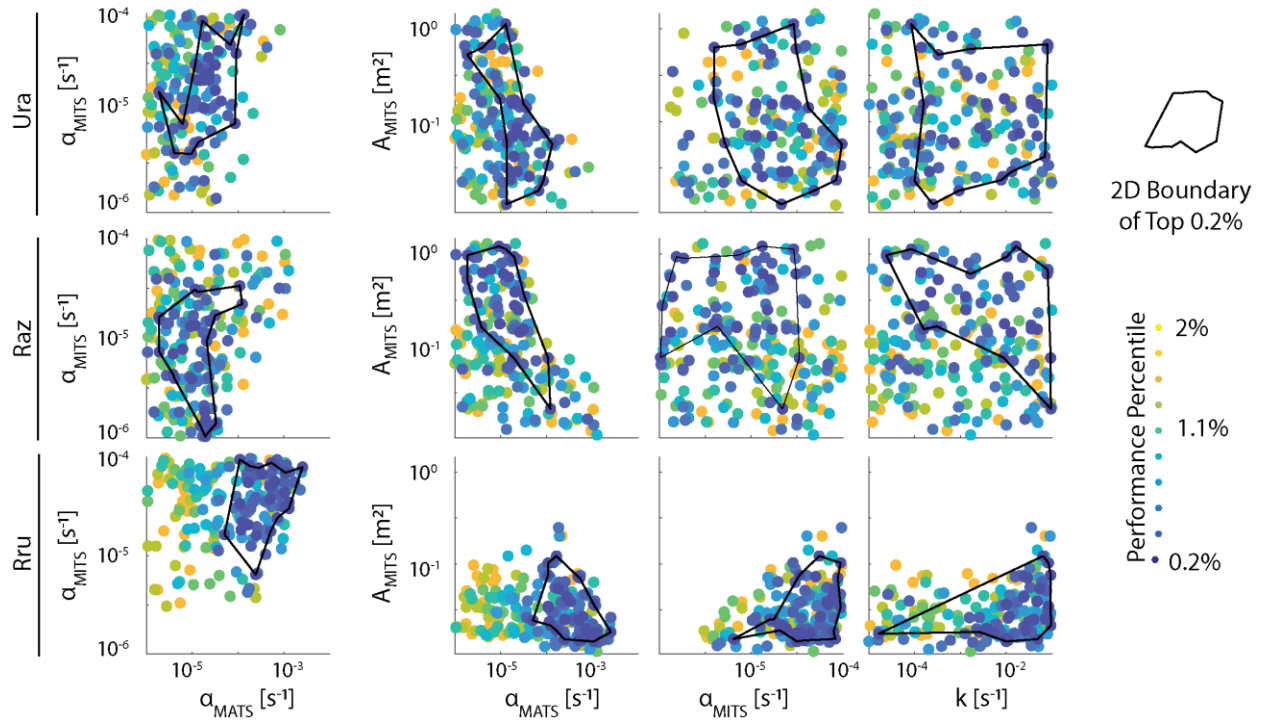 Ura
α_MITS [s⁻¹]
10⁻⁴
10⁻⁵
10⁻⁶
A_MITS [m²]
10⁰
10⁻¹
2D Boundary
of Top 0.2%
Raz
α_MITS [s⁻¹]
10⁻⁴
10⁻⁵
10⁻⁶
A_MITS [m²]
10⁰
10⁻¹
Performance Percentile
2%
1.1%
0.2%
Rru
α_MITS [s⁻¹]
10⁻⁴
10⁻⁵
10⁻⁶
A_MITS [m²]
10⁰
10⁻¹
10⁻⁵ 10⁻³
α_MATS [s⁻¹]
10⁻⁵ 10⁻³
α_MATS [s⁻¹]
10⁻⁵ 10⁻⁴
α_MITS [s⁻¹]
10⁻⁴ 10⁻²
k [s⁻¹]